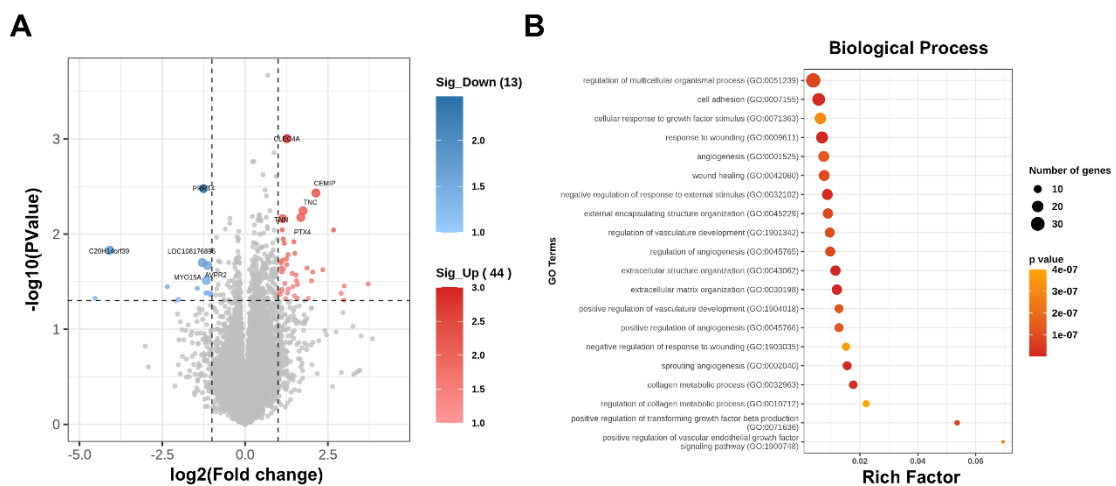 A
B
Biological Process
Sig_Down (13)
2.0
1.5
1.0
Sig_Up ( 44 )
3.0
2.5
2.0
1.5
1.0
CLEC4A
CEMIP
TNC
TNN
PTX4
PRRT4
LOC108176836
AVPR2
MYO15A
-log10(PValue)
3
2
1
0
-5.0
-2.5
0.0
2.5
log2(Fold change)
GO Terms
regulation of multicellular organismal process (GO:0051239)
cell adhesion (GO:0007155)
cellular response to growth factor stimulus (GO:0071363)
response to wounding (GO:0009611)
angiogenesis (GO:0001525)
wound healing (GO:0042060)
negative regulation of response to external stimulus (GO:0032102)
external encapsulating structure organization (GO:0045229)
regulation of vasculature development (GO:1901342)
regulation of angiogenesis (GO:0045765)
extracellular structure organization (GO:0043062)
extracellular matrix organization (GO:0030198)
positive regulation of vasculature development (GO:1904018)
positive regulation of angiogenesis (GO:0045766)
negative regulation of response to wounding (GO:1903035)
sprouting angiogenesis (GO:0002040)
collagen metabolic process (GO:0032963)
regulation of collagen metabolic process (GO:0010712)
positive regulation of transforming growth factor beta production
(GO:0071636)
positive regulation of vascular endothelial growth factor
signaling pathway (GO:1900748)
0.02
0.04
0.06
Rich Factor
Number of genes
10
20
30
p value
4e-07
3e-07
2e-07
1e-07